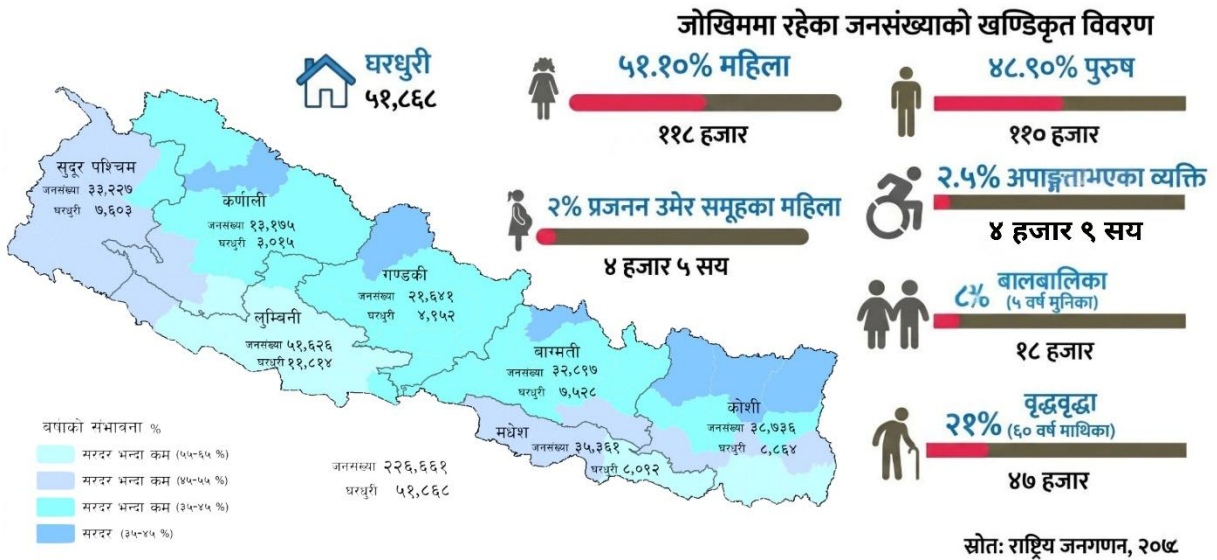 जोखिममा रहेका जनसंख्याको खण्डिकृत विवरण
घरधुरी
५१,८६८
५१.१०% महिला
११८ हजार
४८.९०% पुरुष
११० हजार
२% प्रजनन उमेर समूहका महिला
४ हजार ५ सय
२.५% अपाङ्गताभएका व्यक्ति
४ हजार ९ सय
८% बालबालिका
(५ वर्ष मुनिका)
१८ हजार
२१% वृद्धवृद्धा
(६० वर्ष माथिका)
४७ हजार
सुदूर पश्चिम
जनसंख्या ३३,२२७
घरधुरी ७,६०३
कर्णाली
जनसंख्या १३,१७५
घरधुरी ३,०१५
गण्डकी
जनसंख्या २१,६४१
घरधुरी ४,९५२
लुम्बिनी
जनसंख्या ५१,६२६
घरधुरी ११,८१४
बाग्मती
जनसंख्या ३२,८९७
घरधुरी ७,५२८
कोशी
जनसंख्या ३८,७३६
घरधुरी ८,८६४
मधेश
जनसंख्या ३५,३६१
घरधुरी ८,०९२
जनसंख्या २२६,६६१
घरधुरी ५१,८६८
बर्षाको संभावना %
सरदर भन्दा कम (५५-६५ %)
सरदर भन्दा कम (४५-५५ %)
सरदर भन्दा कम (३५-४५ %)
सरदर (३५-४५ %)
स्रोत: राष्ट्रिय जनगणन, २०७८